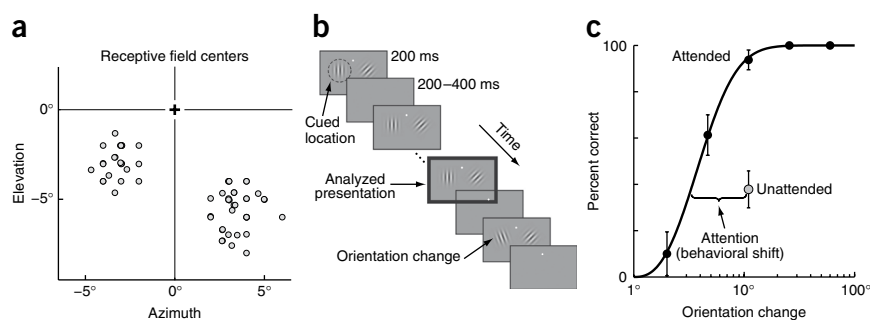 a
Receptive field centers
0°
–5°
Elevation
–5°
0°
5°
Azimuth
b
200 ms
200–400 ms
Cued
location
Time
Analyzed
presentation
Orientation change
c
100
Attended
Unattended
Attention
(behavioral shift)
Percent correct
0
1°
10°
100°
Orientation change